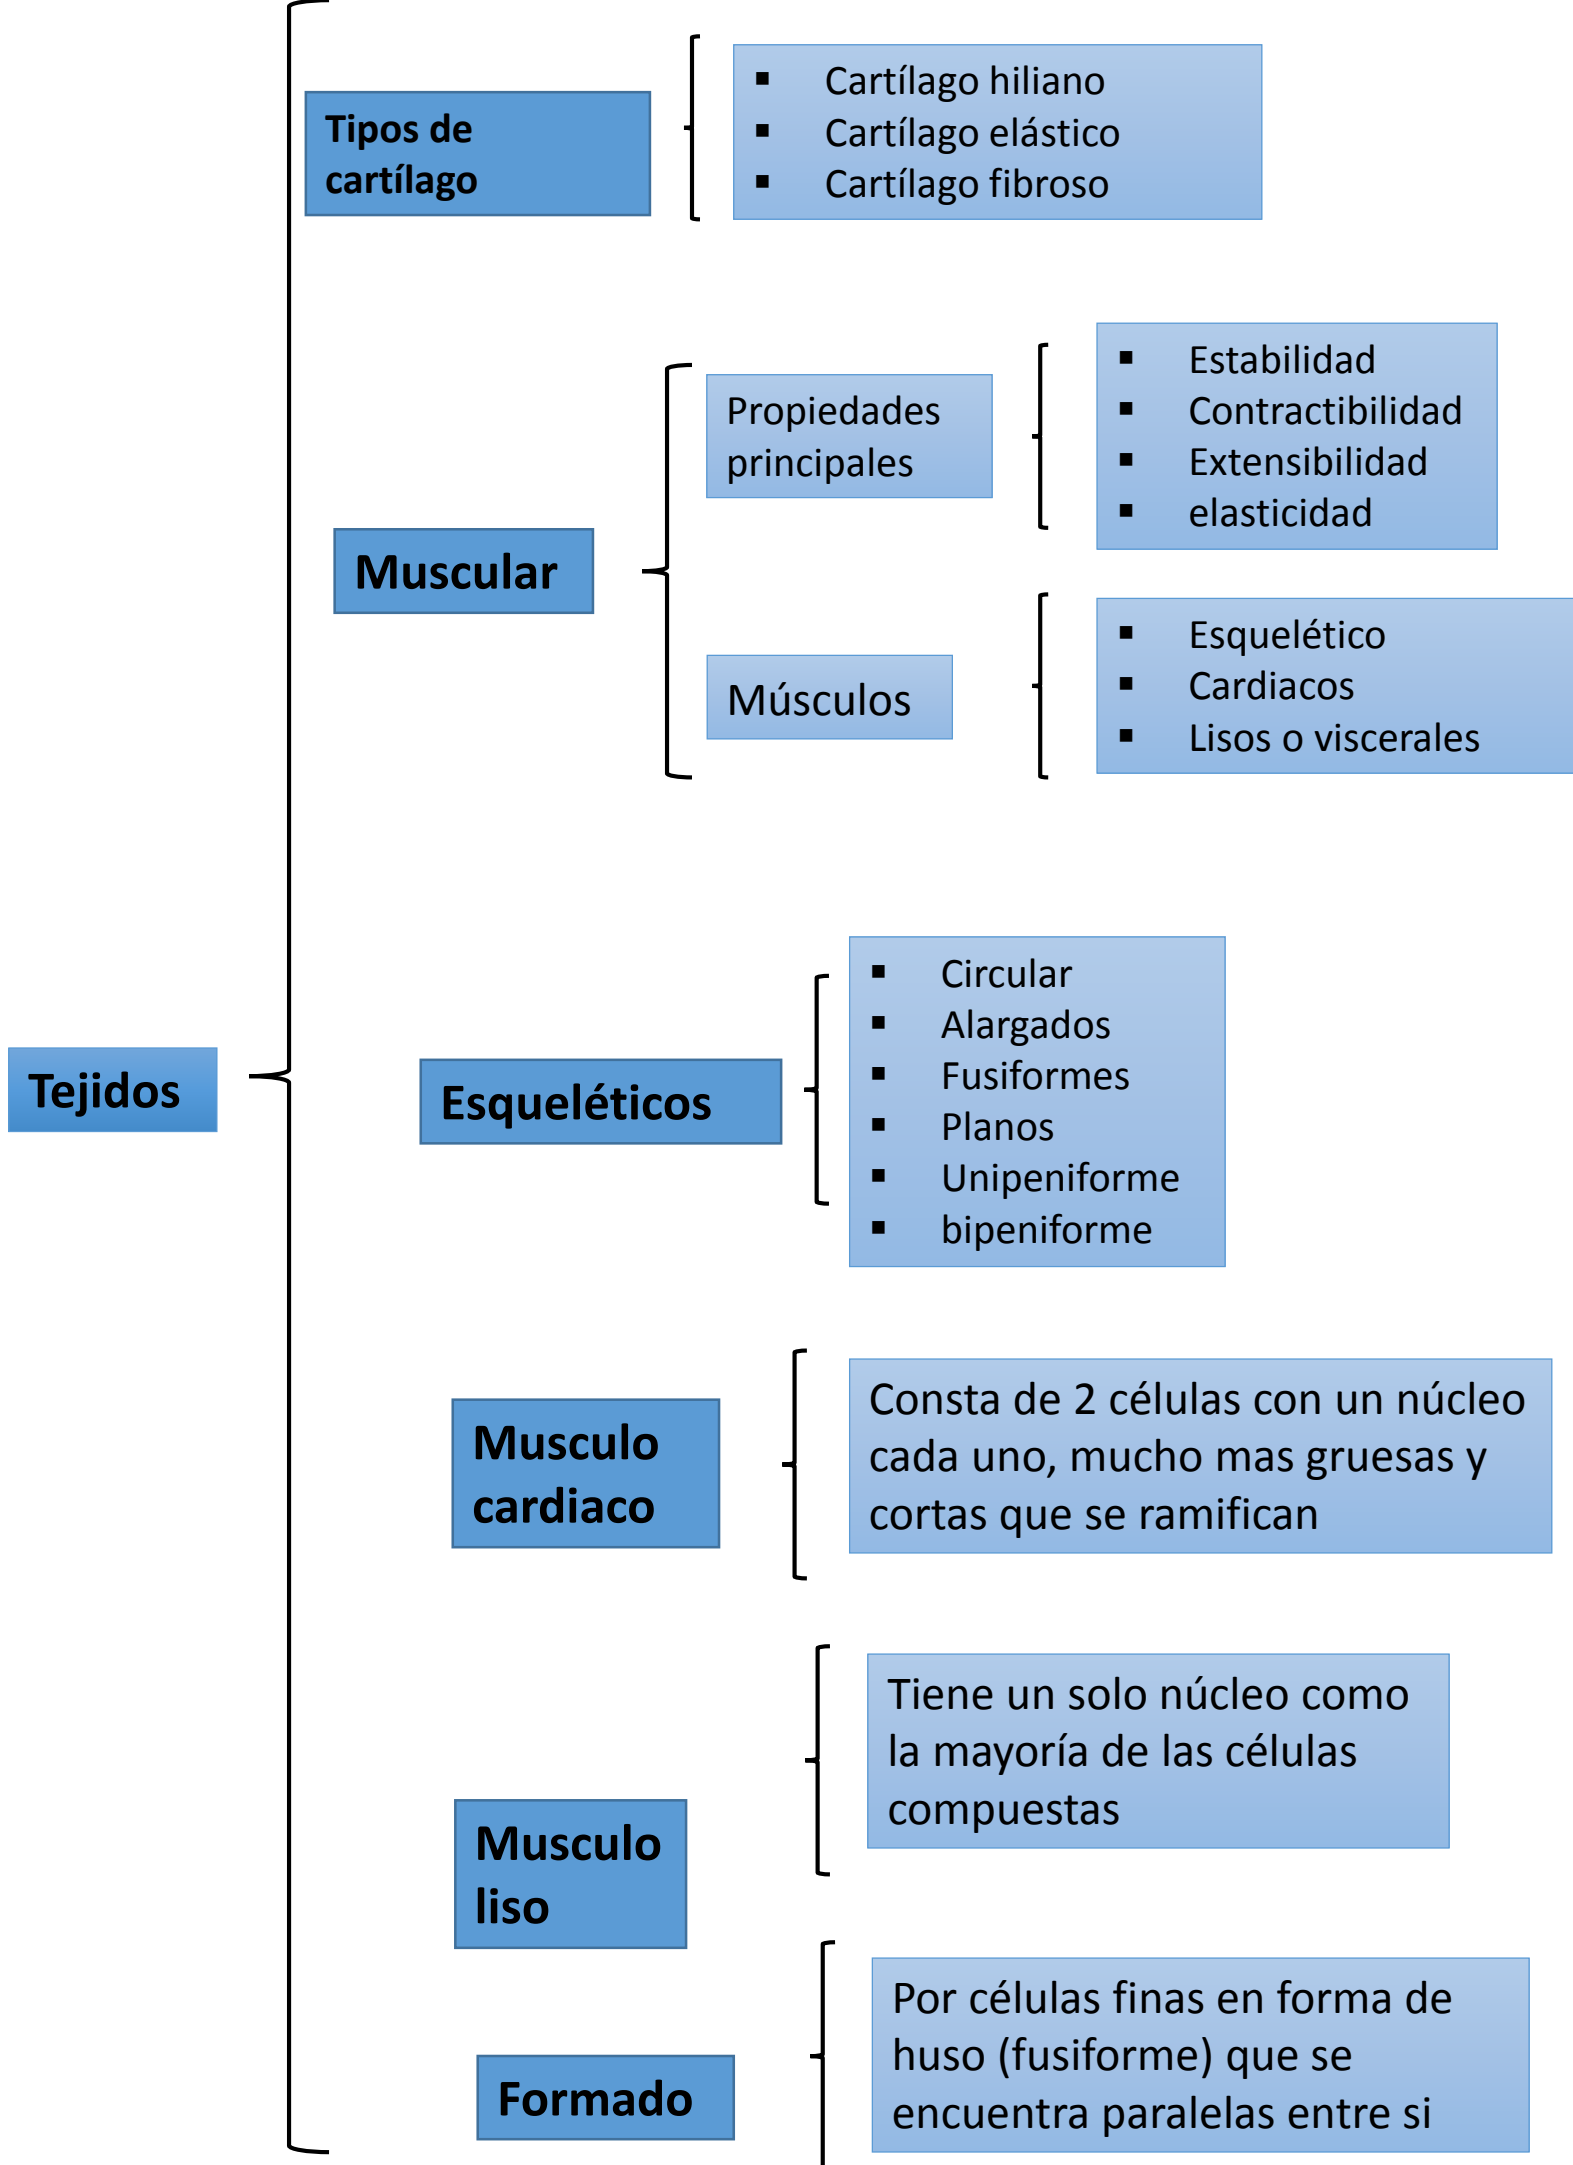 Tipos de
cartílago
▪ Cartílago hiliano
▪ Cartílago elástico
▪ Cartílago fibroso
Muscular
Propiedades
principales
▪ Estabilidad
▪ Contractibilidad
▪ Extensibilidad
▪ elasticidad
Músculos
▪ Esquelético
▪ Cardiacos
▪ Lisos o viscerales
Tejidos
Esqueléticos
▪ Circular
▪ Alargados
▪ Fusiformes
▪ Planos
▪ Unipeniforme
▪ bipeniforme
Musculo
cardiaco
Consta de 2 células con un núcleo
cada uno, mucho mas gruesas y
cortas que se ramifican
Musculo
liso
Tiene un solo núcleo como
la mayoría de las células
compuestas
Formado
Por células finas en forma de
huso (fusiforme) que se
encuentra paralelas entre si